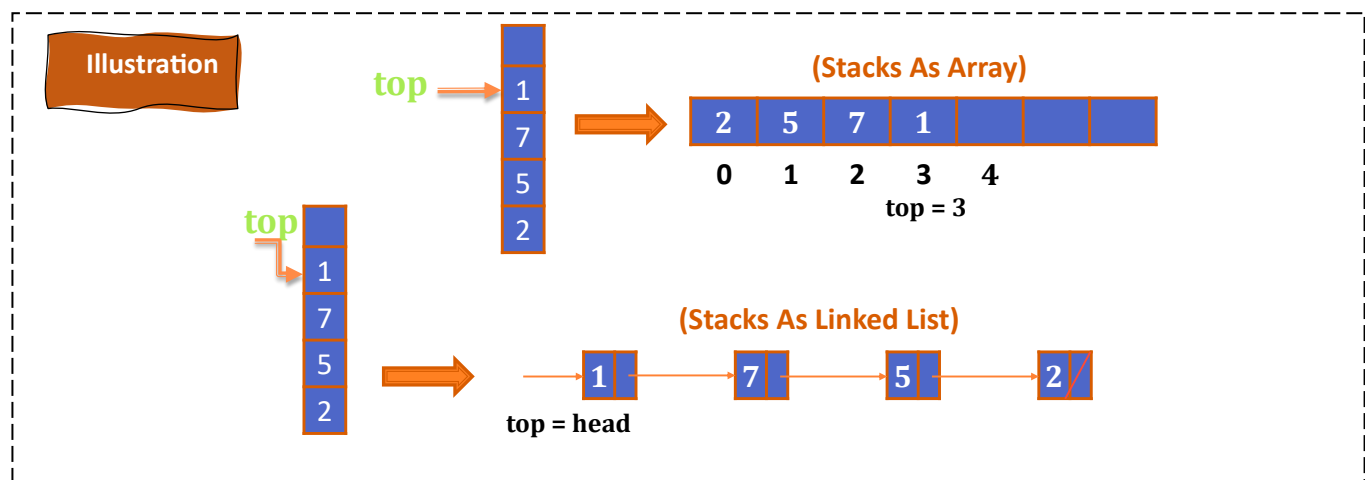 Illustration
top
1
7
5
2
(Stacks As Array)
2 5 7 1
0 1 2 3 4
top = 3
top
1
7
5
2
(Stacks As Linked List)
1 7 5 2
top = head